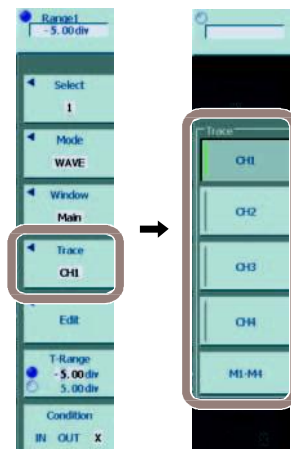 Range1
- 5.00div
Select
1
Mode
WAVE
Window
Main
Trace
CH1
Edit
T-Range
- 5.00div
5.00div
Condition
IN OUT X
Trace
CH1
CH2
CH3
CH4
M1-M4